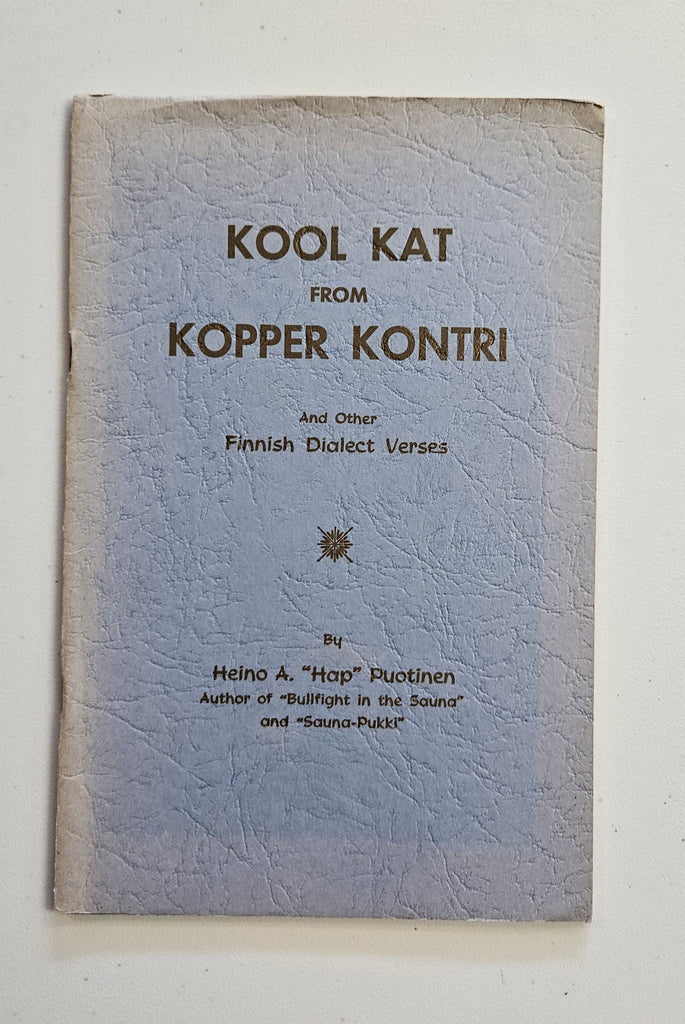 KOOL KAT
FROM
KOPPER KONTRI
And Other
Finnish Dialect Verses
By
Heino A. "Hap" Puotinen
Author of "Bullfight in the Sauna"
and "Sauna-Pukki"